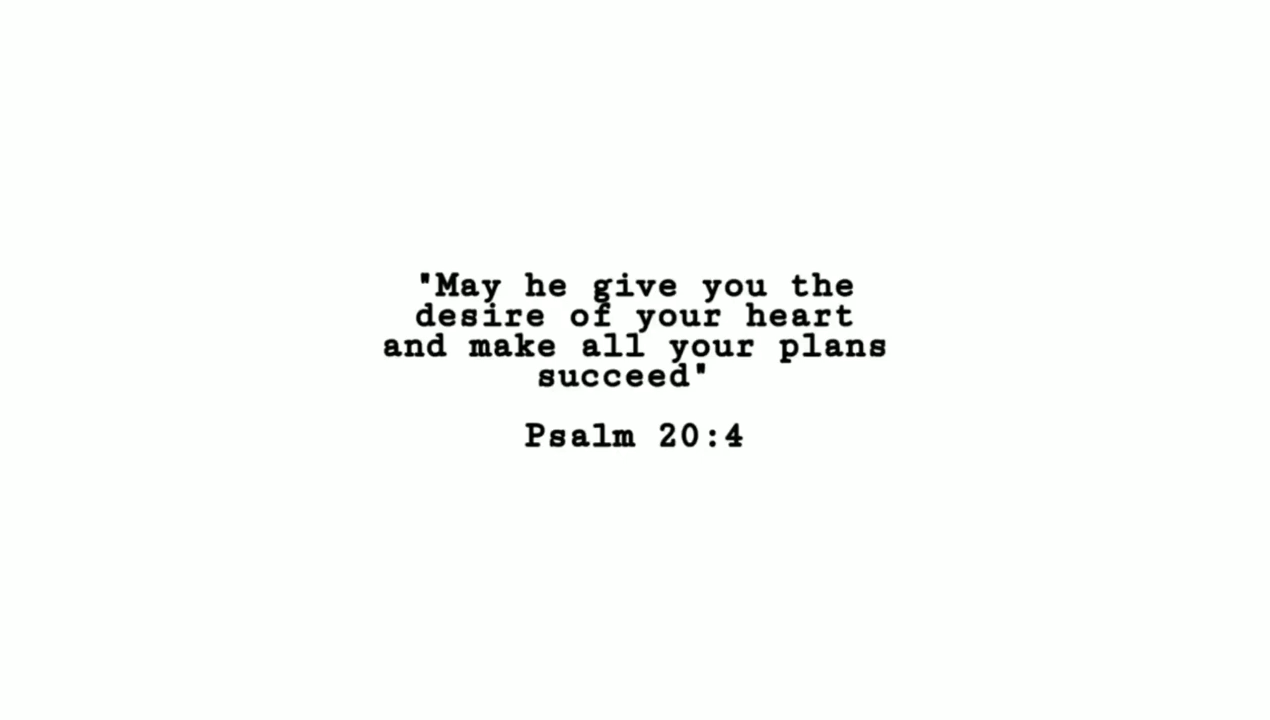 "May he give you the
desire of your heart
and make all your plans
succeed"
Psalm 20:4